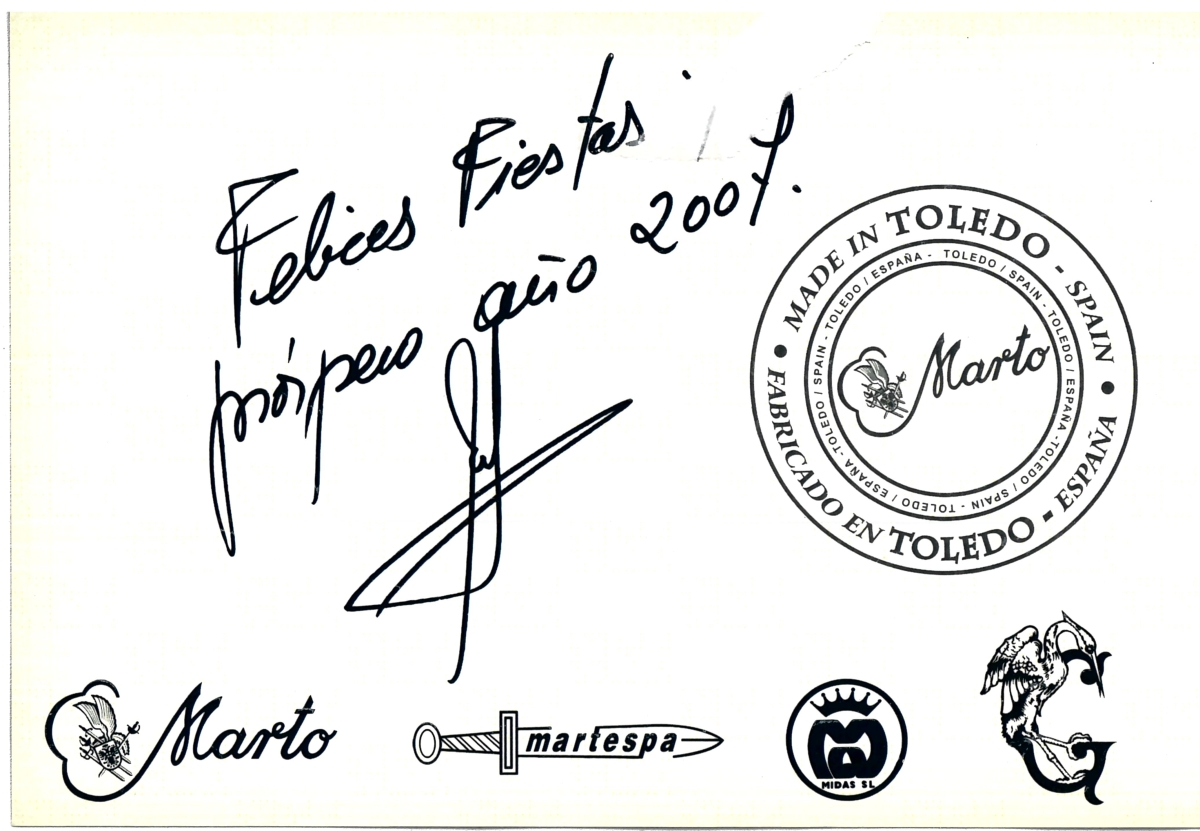 Felices Fiestas y
próspero año 2007.
MADE IN TOLEDO - SPAIN
TOLEDO / ESPAÑA - TOLEDO / SPAIN - TOLEDO / ESPAÑA - TOLEDO / SPAIN - TOLEDO / ESPAÑA - TOLEDO / SPAIN -
Marto
FABRICADO EN TOLEDO - ESPAÑA
Marto
martespa
MIDAS SL
G